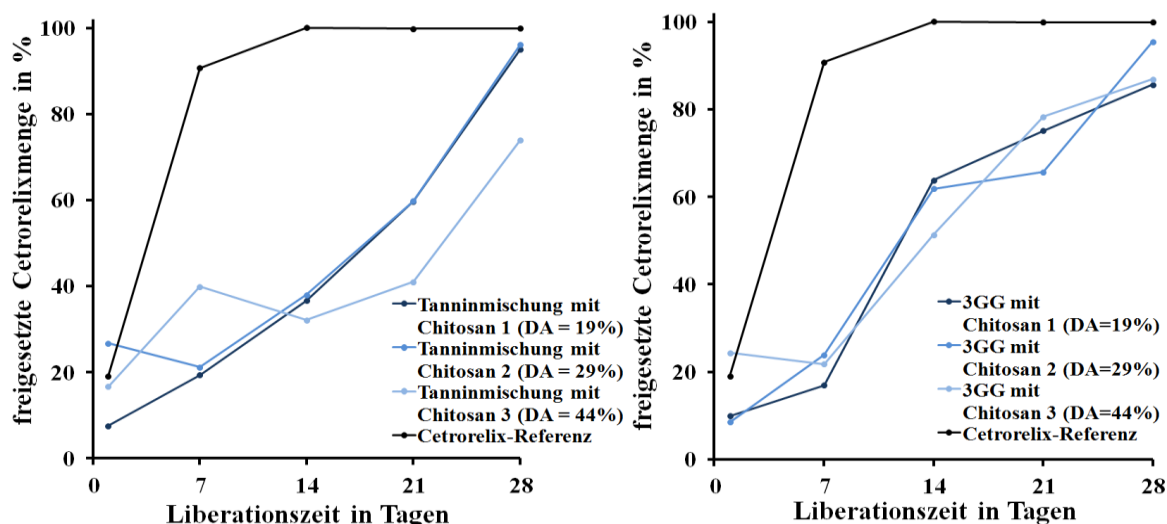 freigesetzte Cetrorelixmenge in %
100
80
60
40
20
0
0 7 14 21 28
Liberationszeit in Tagen
Tanninmischung mit
Chitosan 1 (DA = 19%)
Tanninmischung mit
Chitosan 2 (DA = 29%)
Tanninmischung mit
Chitosan 3 (DA = 44%)
Cetrorelix-Referenz
freigesetzte Cetrorelixmenge in %
100
80
60
40
20
0
0 7 14 21 28
Liberationszeit in Tagen
3GG mit
Chitosan 1 (DA=19%)
3GG mit
Chitosan 2 (DA=29%)
3GG mit
Chitosan 3 (DA=44%)
Cetrorelix-Referenz